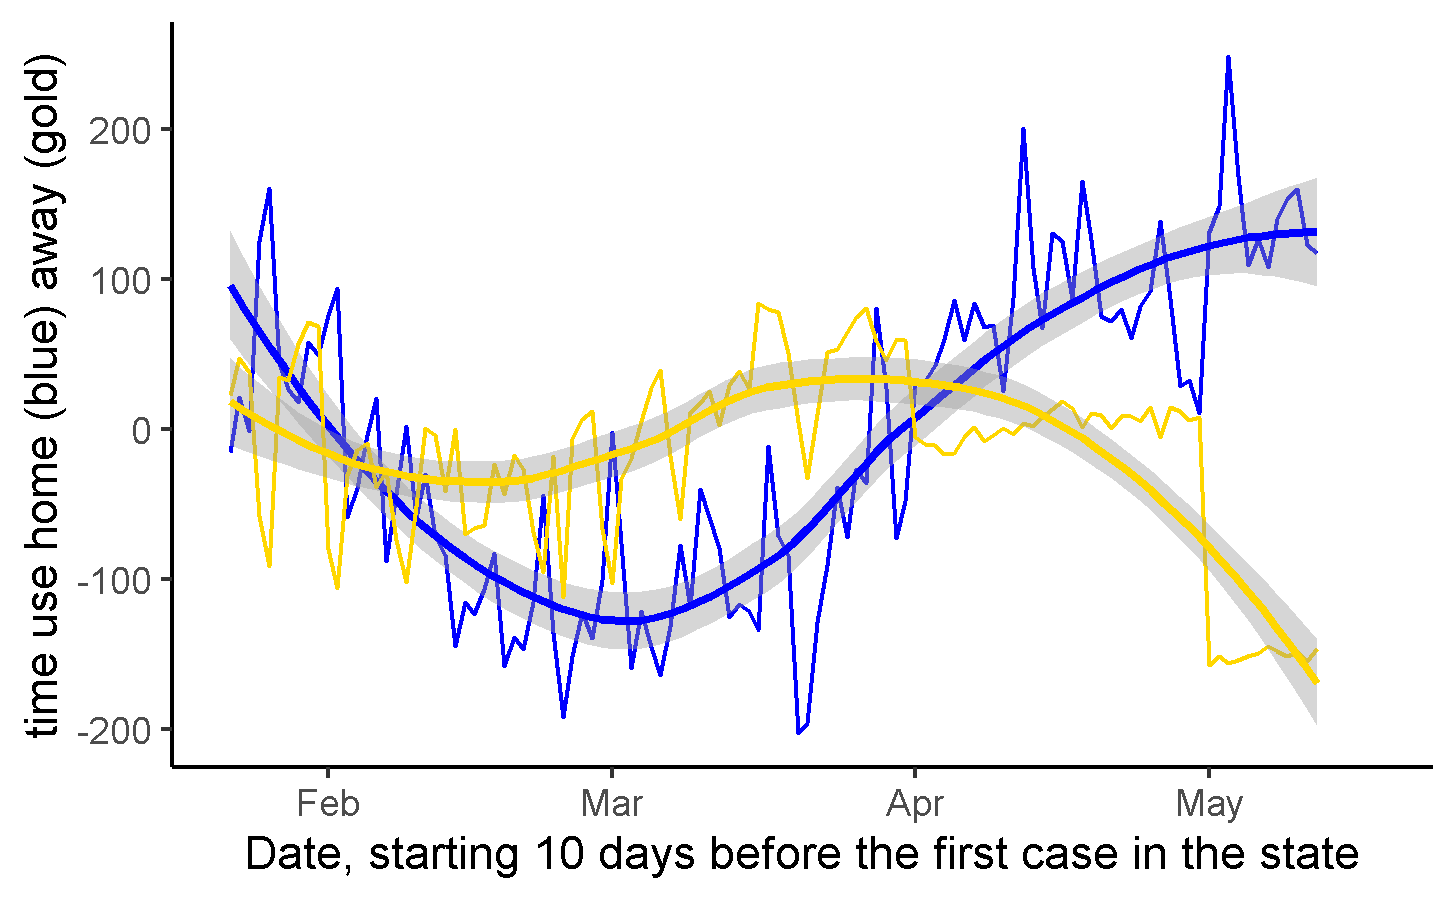 time use home (blue) away (gold)
200
100
0
-100
-200
Feb Mar Apr May
Date, starting 10 days before the first case in the state